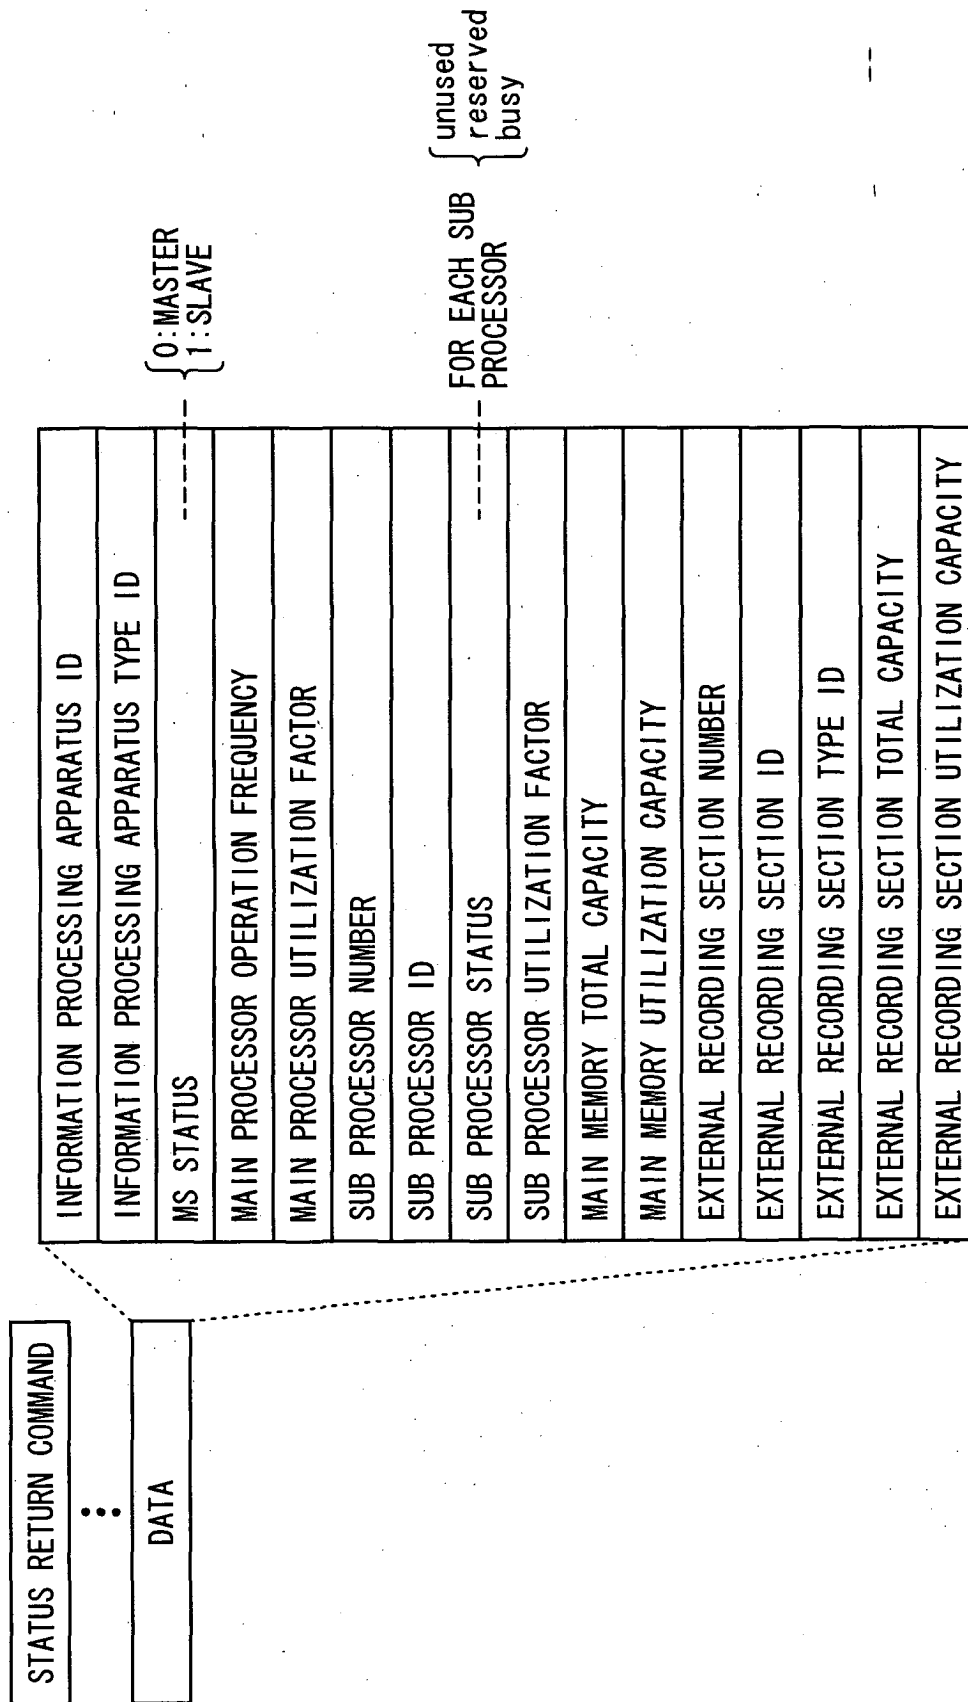 STATUS RETURN COMMAND
DATA
INFORMATION PROCESSING APPARATUS ID
INFORMATION PROCESSING APPARATUS TYPE ID
MS STATUS
0:MASTER
1:SLAVE
MAIN PROCESSOR OPERATION FREQUENCY
MAIN PROCESSOR UTILIZATION FACTOR
SUB PROCESSOR NUMBER
SUB PROCESSOR ID
SUB PROCESSOR STATUS
FOR EACH SUB
PROCESSOR
unused
reserved
busy
SUB PROCESSOR UTILIZATION FACTOR
MAIN MEMORY TOTAL CAPACITY
MAIN MEMORY UTILIZATION CAPACITY
EXTERNAL RECORDING SECTION NUMBER
EXTERNAL RECORDING SECTION ID
EXTERNAL RECORDING SECTION TYPE ID
EXTERNAL RECORDING SECTION TOTAL CAPACITY
EXTERNAL RECORDING SECTION UTILIZATION CAPACITY